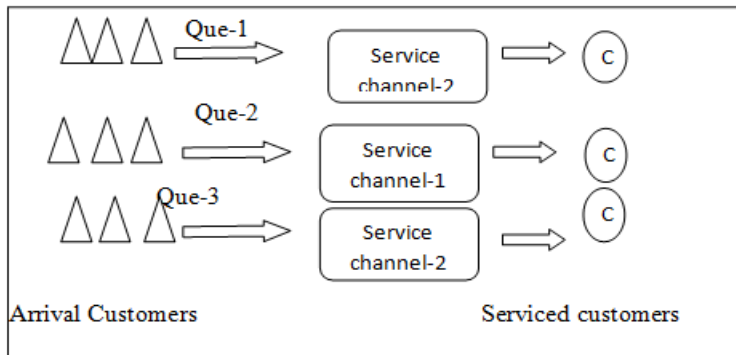 Que-1
Service
channel-2
C
Que-2
Service
channel-1
C
Que-3
Service
channel-2
C
Arrival Customers
Serviced customers